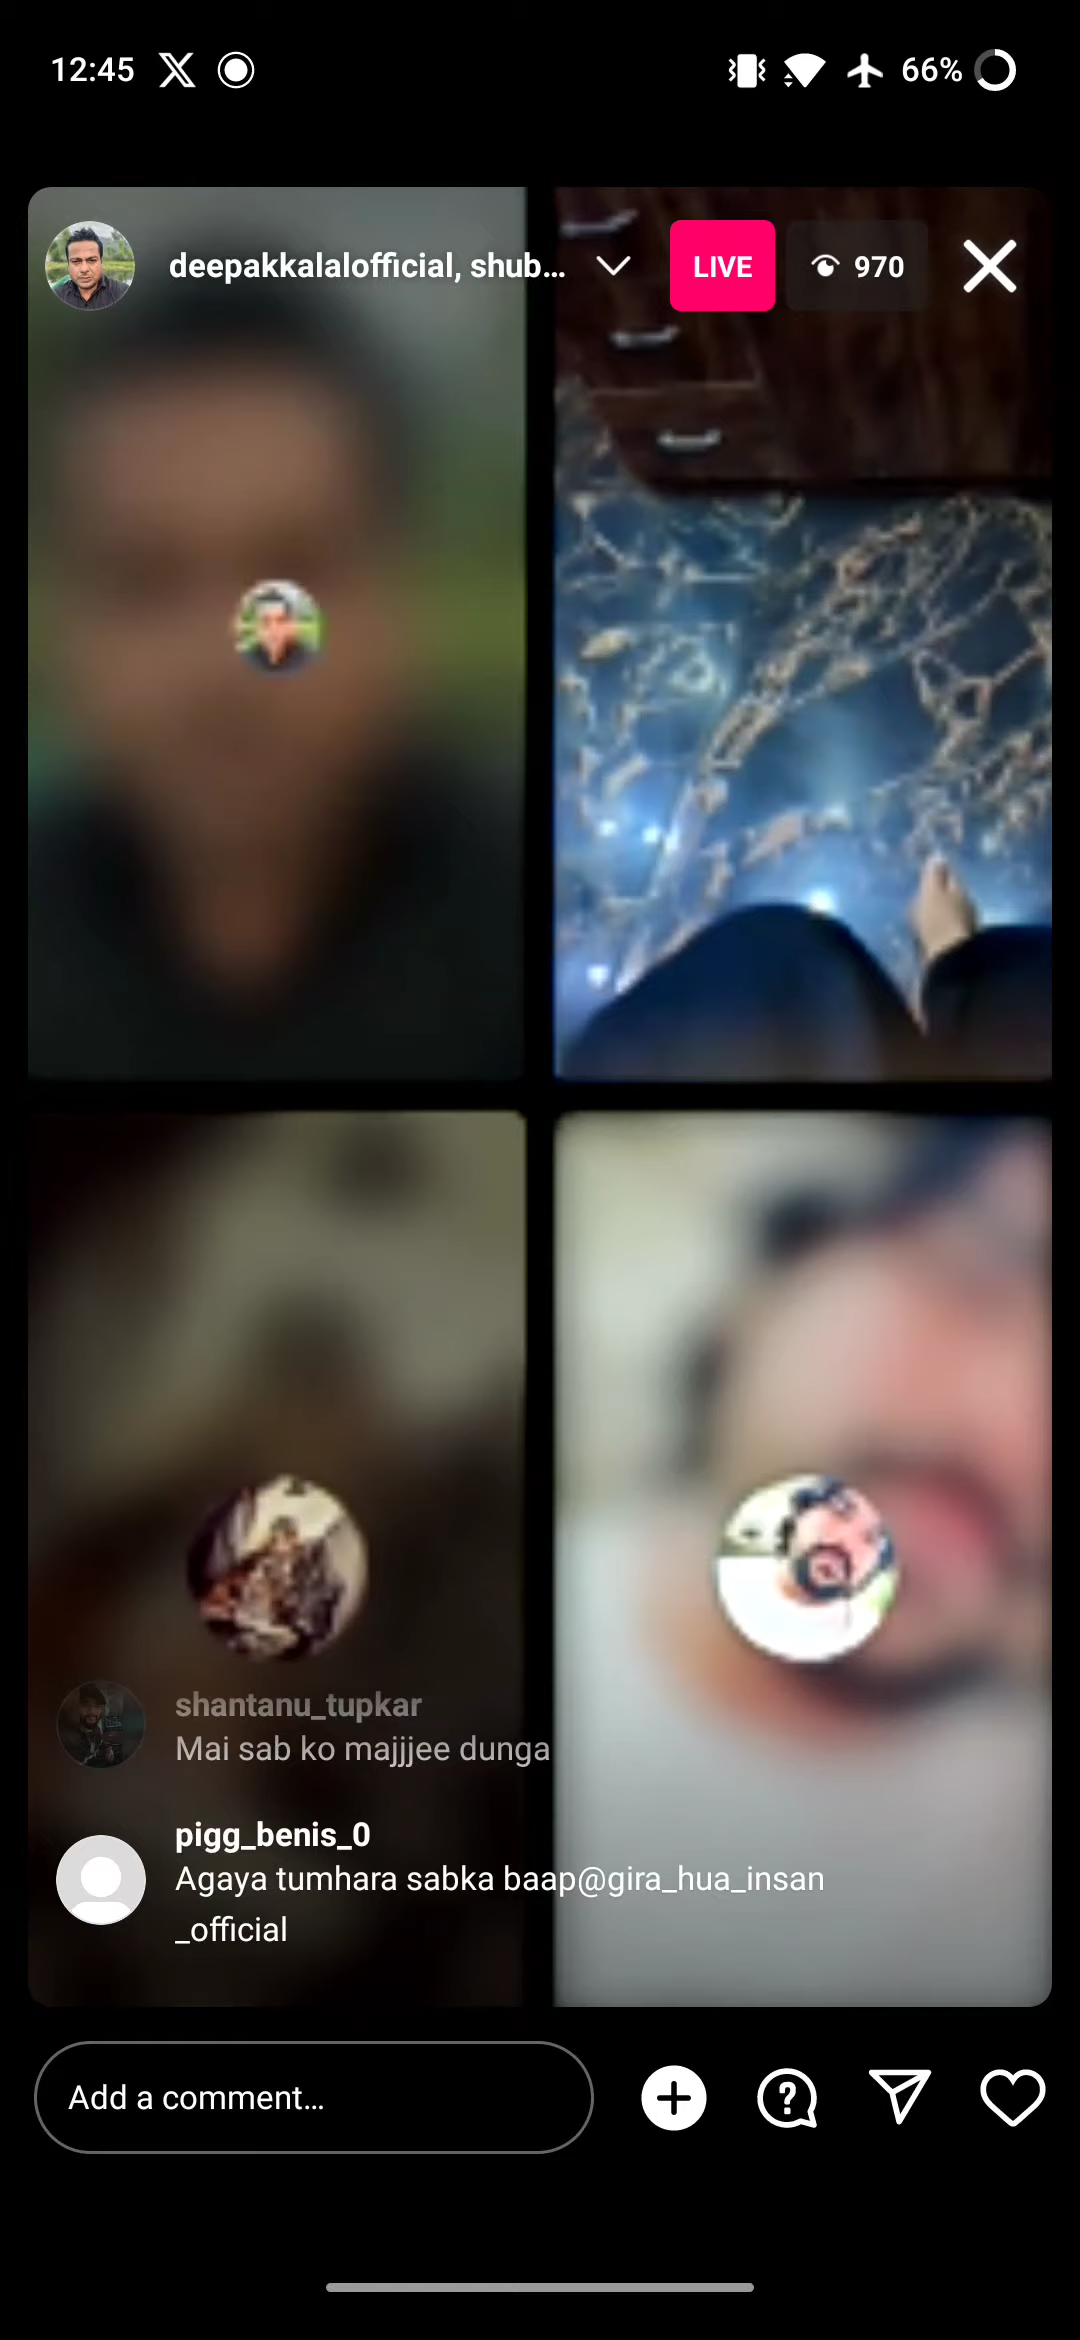 12:45
66%
deepakkalalofficial, shub...
LIVE
970
shantanu_tupkar
Mai sab ko majjjee dunga
pigg_benis_0
Agaya tumhara sabka baap@gira_hua_insan
_official
Add a comment...